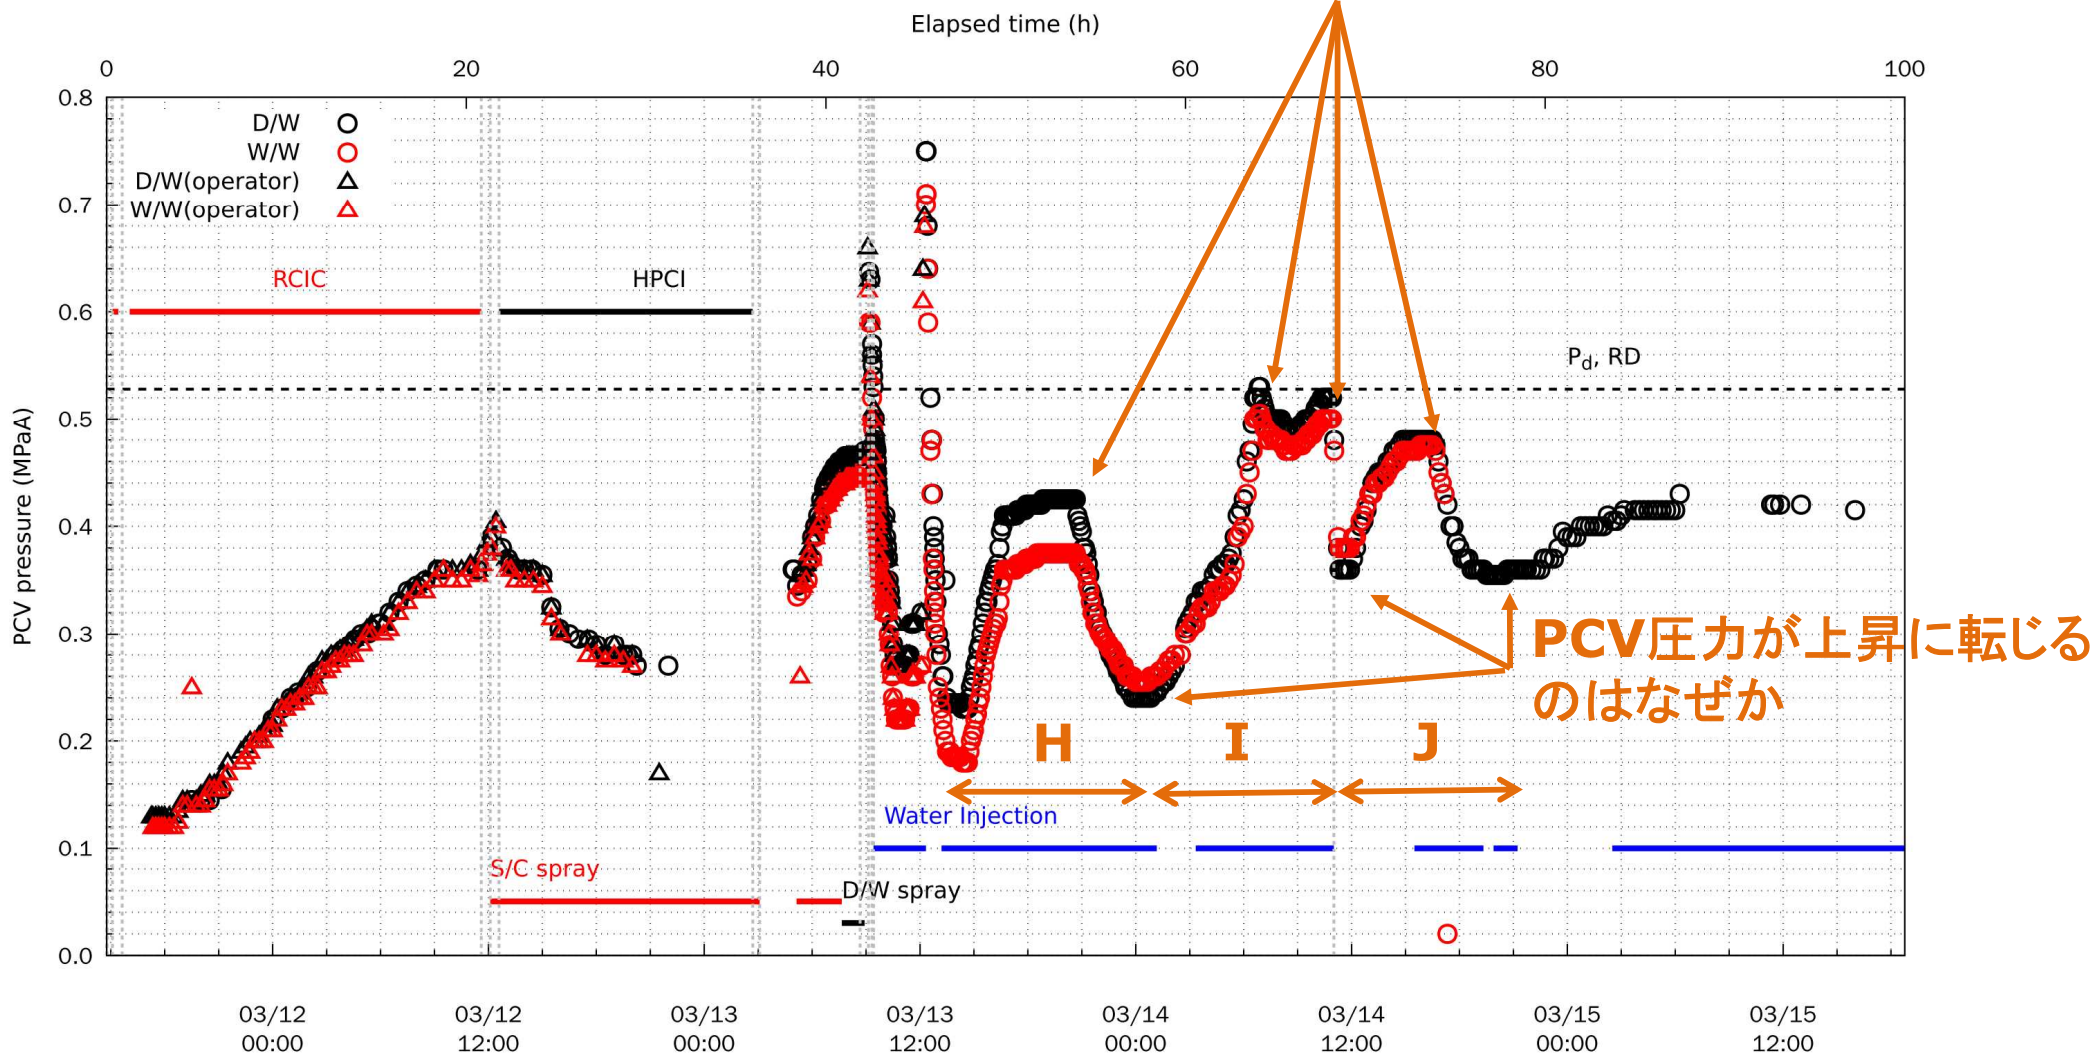 Elapsed time (h)
0 20 40 60 80 100
0.8
0.7
0.6
0.5
0.4
0.3
0.2
0.1
0.0
PCV pressure (MPaA)
D/W
W/W
D/W(operator)
W/W(operator)
RCIC
HPCI
Pd, RD
PCV圧力が上昇に転じる
のはなぜか
H I J
Water Injection
S/C spray
D/W spray
03/12 03/12 03/13 03/13 03/14 03/14 03/15 03/15
00:00 12:00 00:00 12:00 00:00 12:00 00:00 12:00